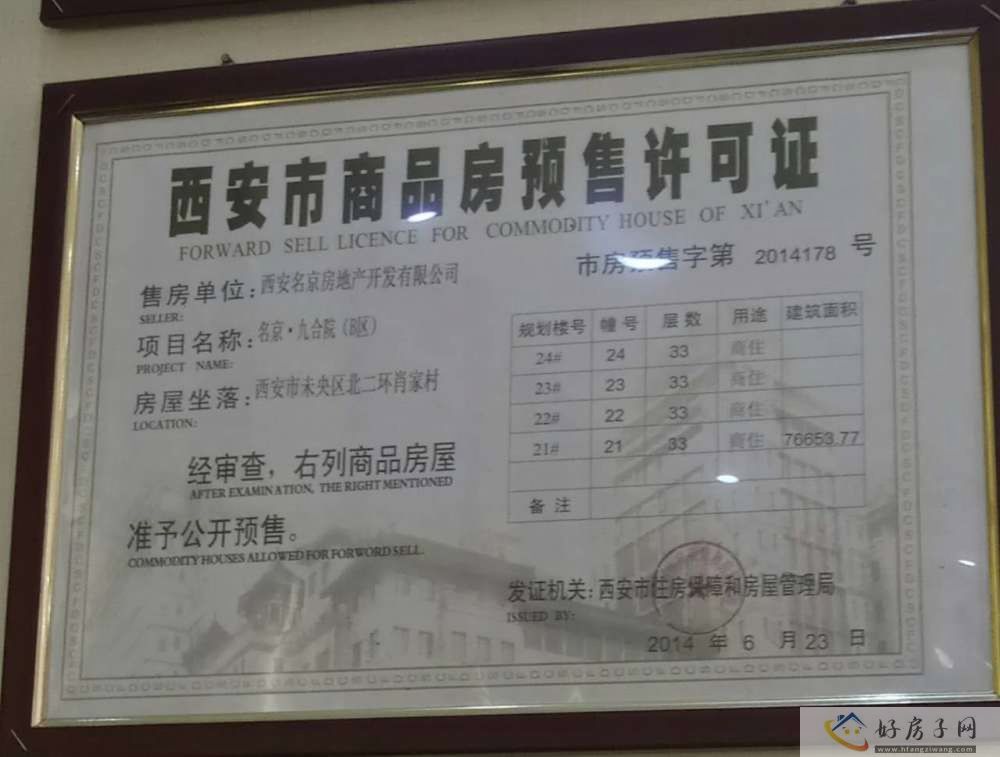 西安市商品房预售许可证
FORWARD SELL LICENCE FOR COMMODITY HOUSE OF XI'AN
市房预售字第 2014178 号
售房单位：西安名京房地产开发有限公司
SELLER:
项目名称：名京·九合院（B区）
PROJECT NAME:
房屋坐落：西安市未央区北二环肖家村
LOCATION:
经审查，右列商品房屋
AFTER EXAMINATION, THE RIGHT MENTIONED
准予公开预售。
COMMODITY HOUSES ALLOWED FOR FORWORD SELL.
规划楼号 幢号 层数 用途 建筑面积
24# 24 33 商住
23# 23 33 商住
22# 22 33 商住
21# 21 33 商住 76653.77
备注
发证机关：西安市住房保障和房屋管理局
ISSUED BY:
2014 年 6 月 23 日
好房子网
www.hfangziwang.com